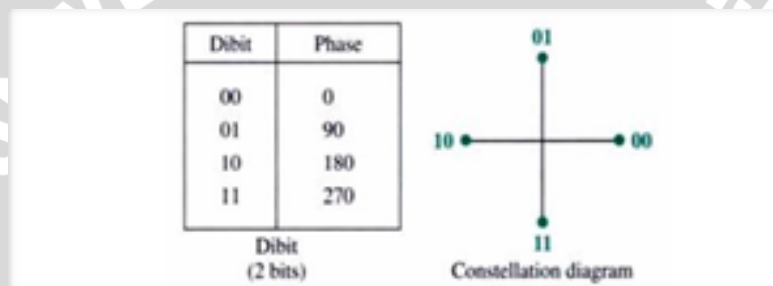 Dibit Phase
00 0
01 90
10 180
11 270
Dibit
(2 bits)
01
10 00
11
Constellation diagram